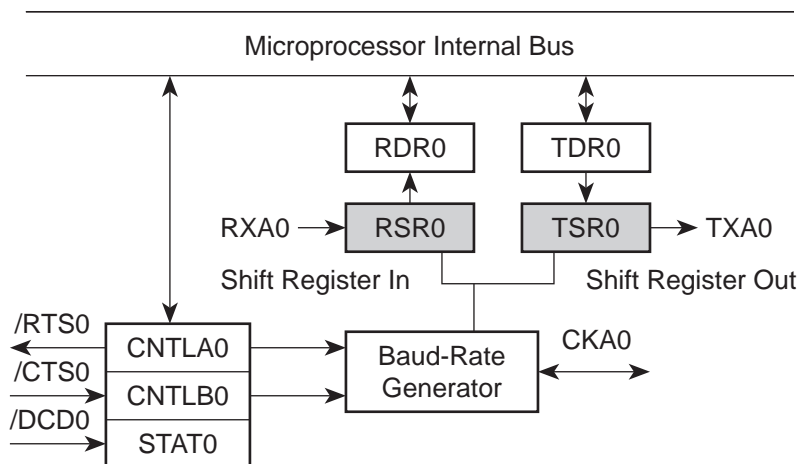 Microprocessor Internal Bus
RDR0
TDR0
RXA0
RSR0
TSR0
TXA0
Shift Register In
Shift Register Out
/RTS0
CNTLA0
Baud-Rate
Generator
CKA0
/CTS0
CNTLB0
/DCD0
STAT0